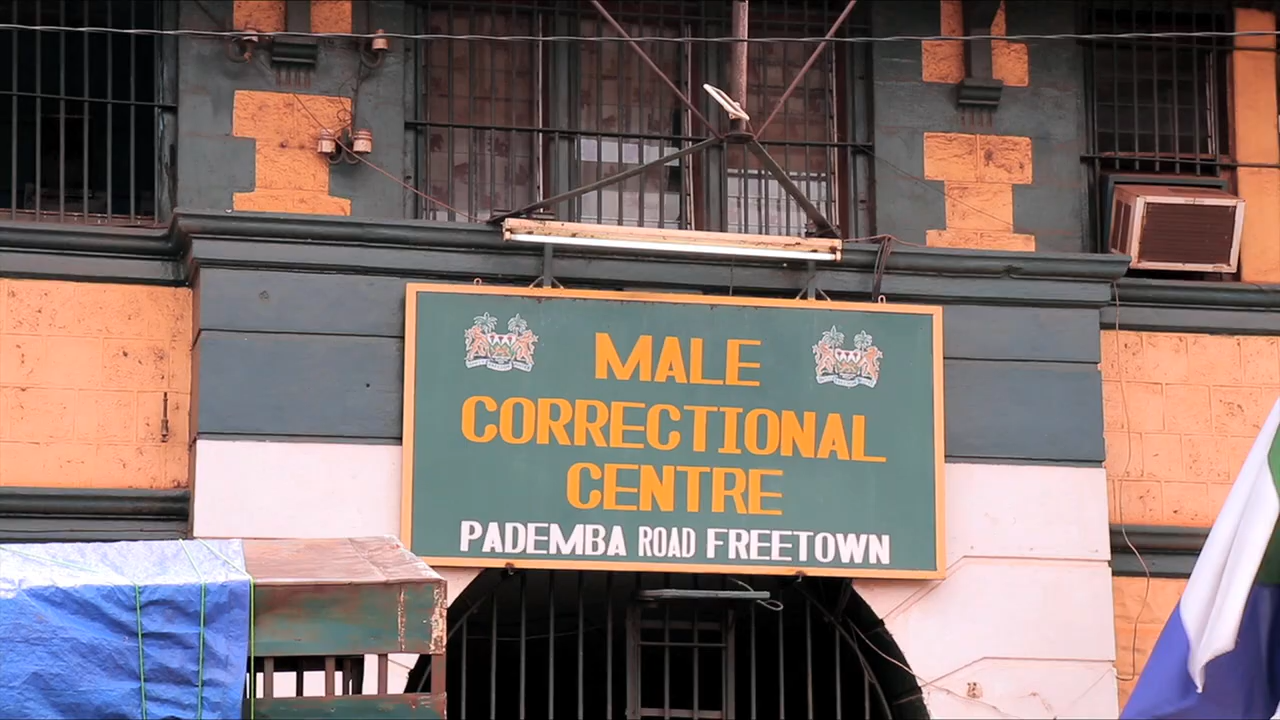 MALE
CORRECTIONAL
CENTRE
PADEMBA ROAD FREETOWN